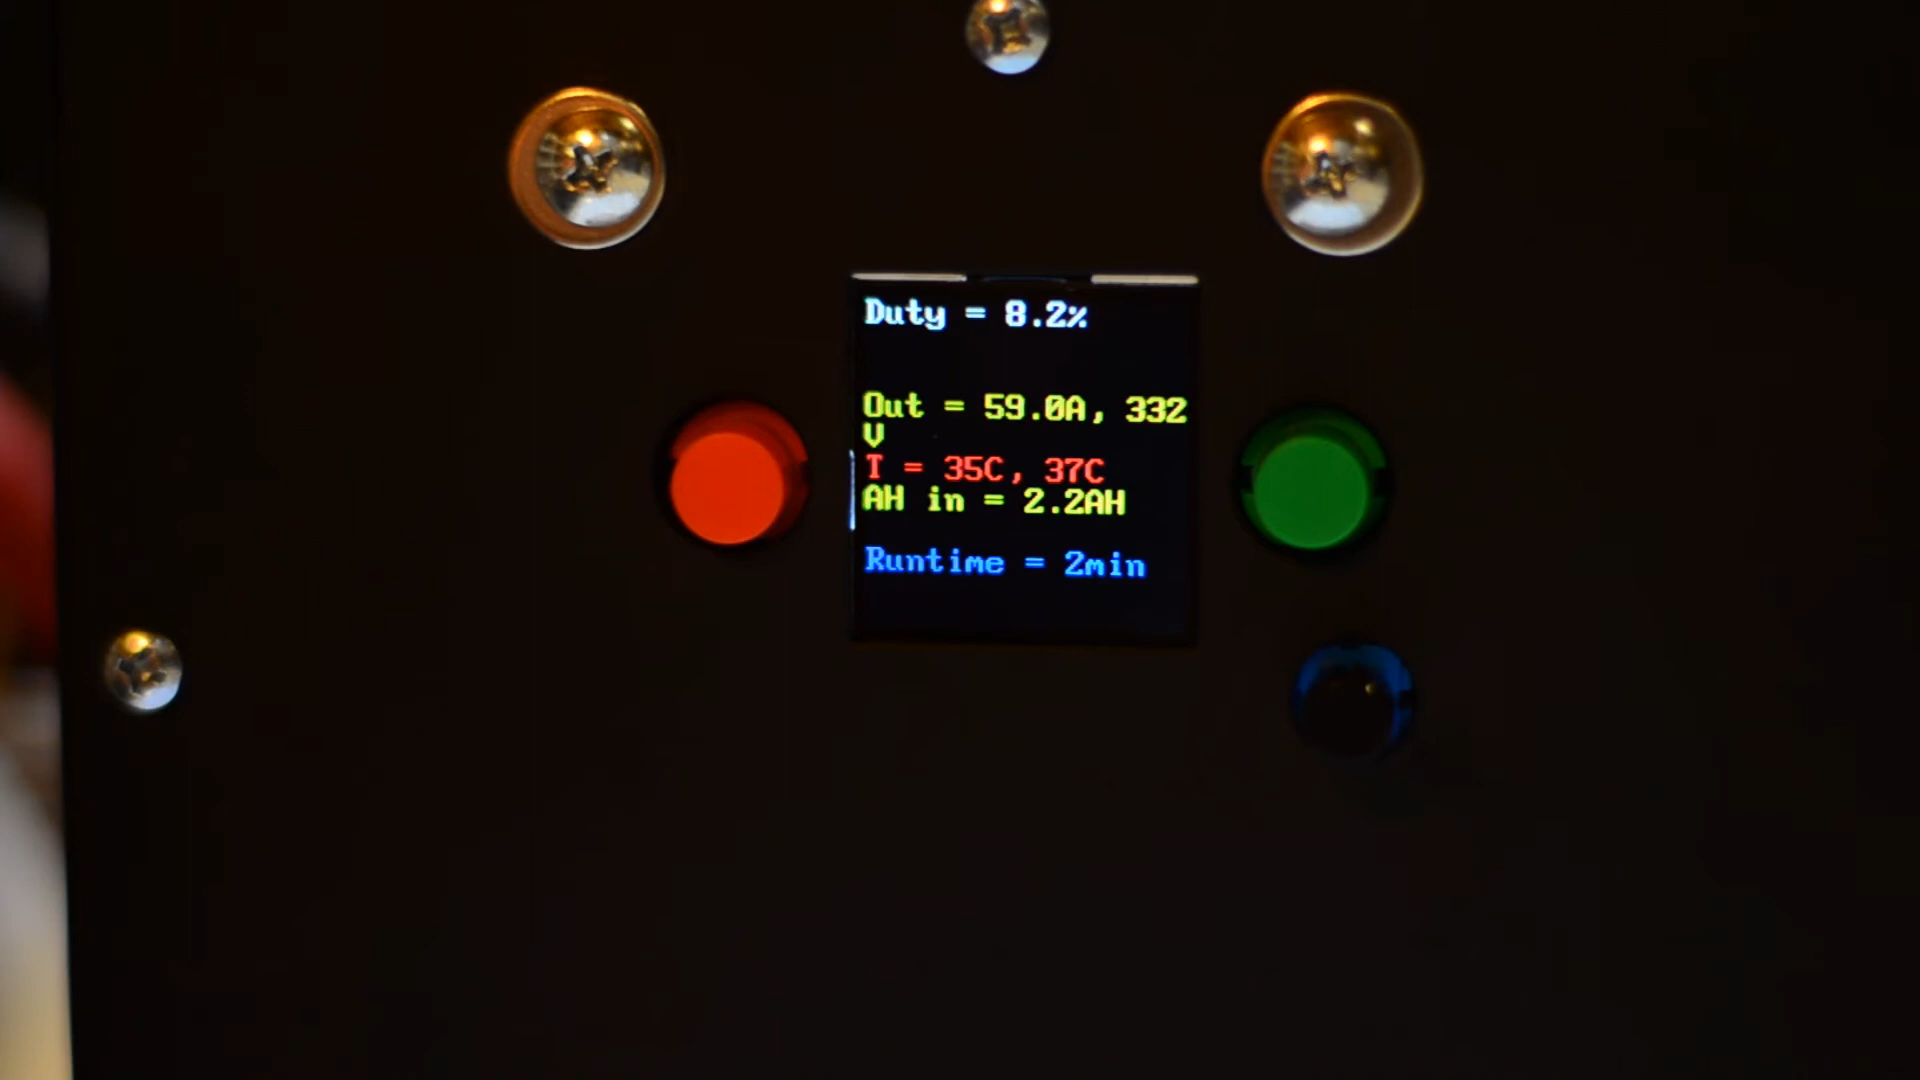 Duty = 8.2%
Out = 59.0A, 332
V
T = 35C, 37C
AH in = 2.2AH
Runtime = 2min